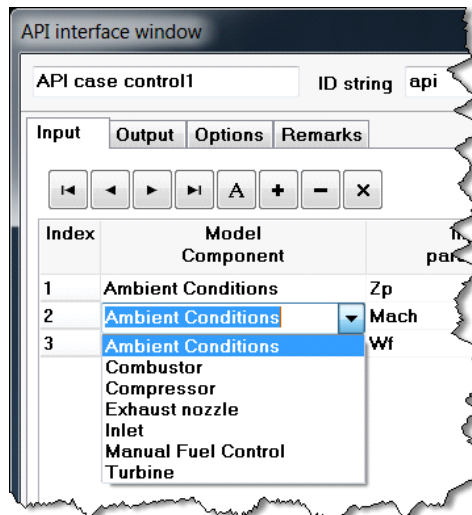 API interface window
API case control1 ID string api
Input Output Options Remarks
A + − ×
Index Model
Component
1 Ambient Conditions Zp
2 Ambient Conditions Mach
3 Ambient Conditions Wf
Combustor
Compressor
Exhaust nozzle
Inlet
Manual Fuel Control
Turbine